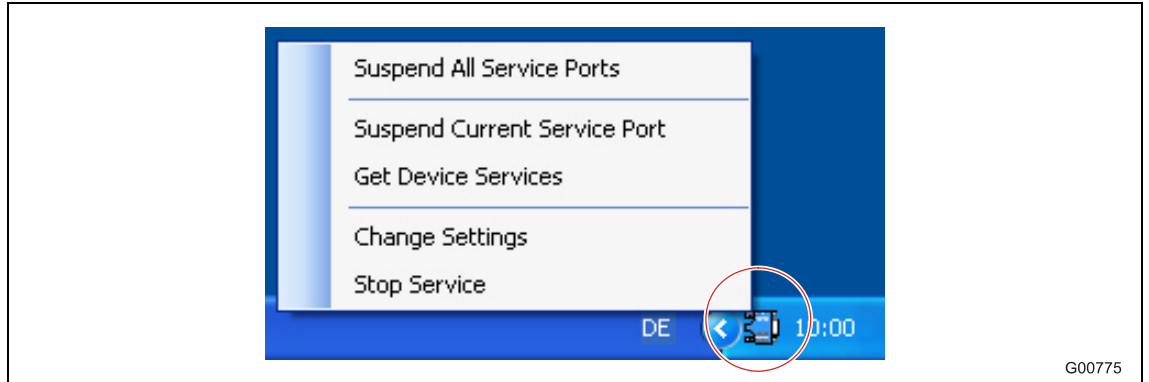 Suspend All Service Ports
Suspend Current Service Port
Get Device Services
Change Settings
Stop Service
DE 10:00
G00775